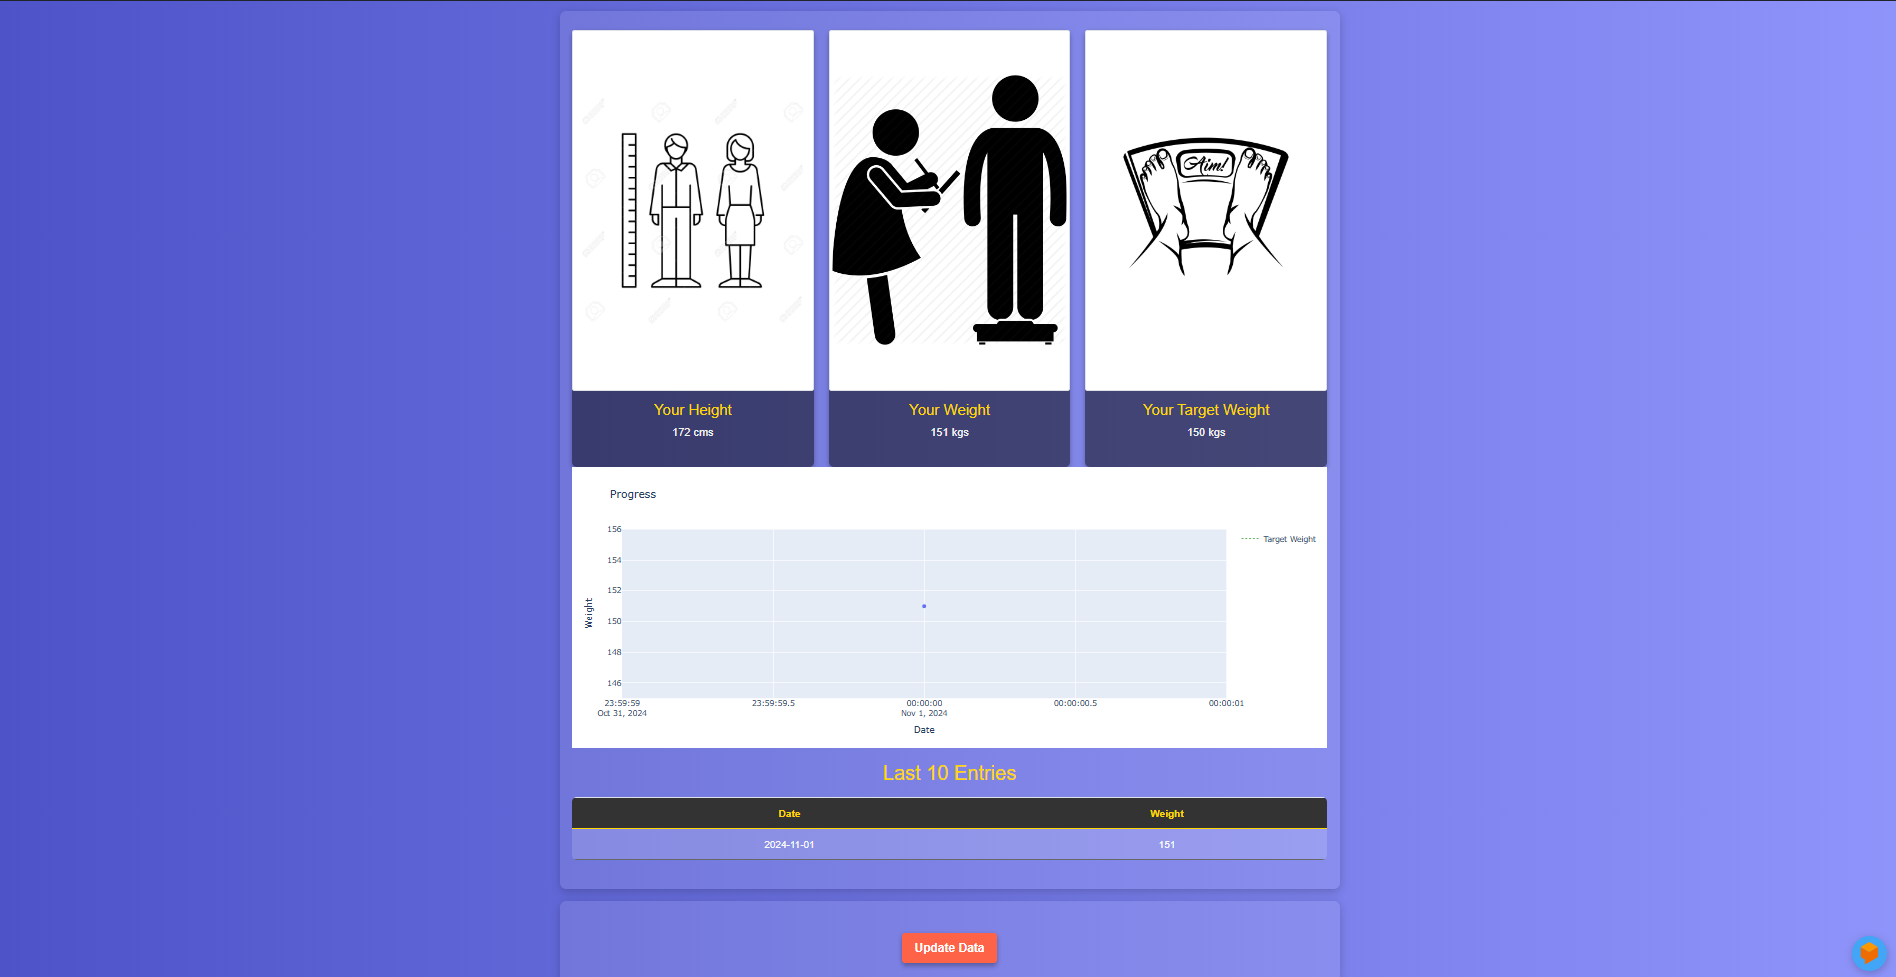 Aim!
Your Height
172 cms
Your Weight
151 kgs
Your Target Weight
150 kgs
Progress
156
154
152
150
148
146
Weight
Target Weight
23:59:59
Oct 31, 2024
23:59:59.5
00:00:00
Nov 1, 2024
00:00:00.5
00:00:01
Date
Last 10 Entries
Date Weight
2024-11-01 151
Update Data